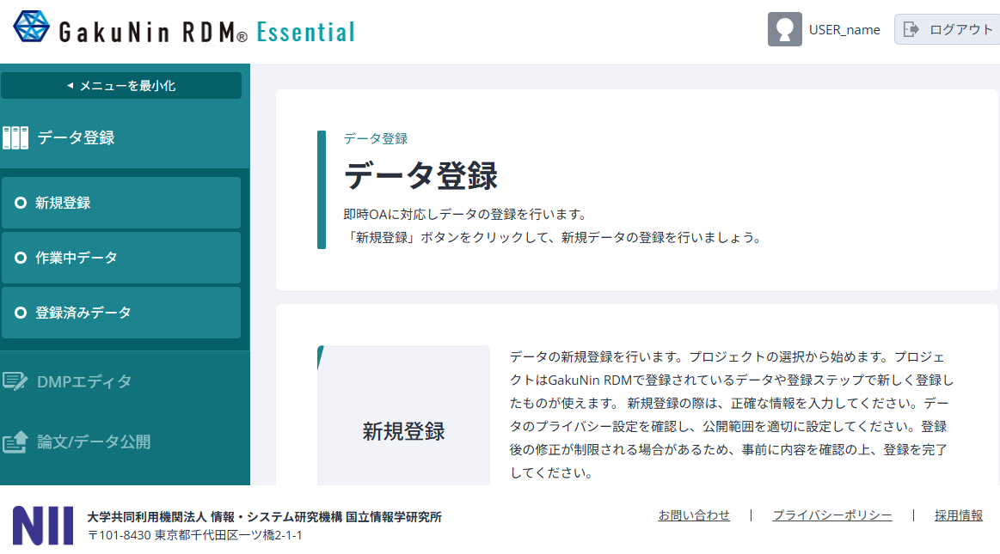 GakuNin RDM® Essential
USER_name
ログアウト
◀ メニューを最小化
データ登録
新規登録
作業中データ
登録済みデータ
DMPエディタ
論文/データ公開
データ登録
データ登録
即時OAに対応しデータの登録を行います。
「新規登録」ボタンをクリックして、新規データの登録を行いましょう。
新規登録
データの新規登録を行います。プロジェクトの選択から始めます。プロジェ
クトはGakuNin RDMで登録されているデータや登録ステップで新しく登録し
たものが使えます。 新規登録の際は、正確な情報を入力してください。デー
タのプライバシー設定を確認し、公開範囲を適切に設定してください。登録
後の修正が制限される場合があるため、事前に内容を確認の上、登録を完了
してください。
NII
大学共同利用機関法人 情報・システム研究機構 国立情報学研究所
〒101-8430 東京都千代田区一ツ橋2-1-1
お問い合わせ | プライバシーポリシー | 採用情報